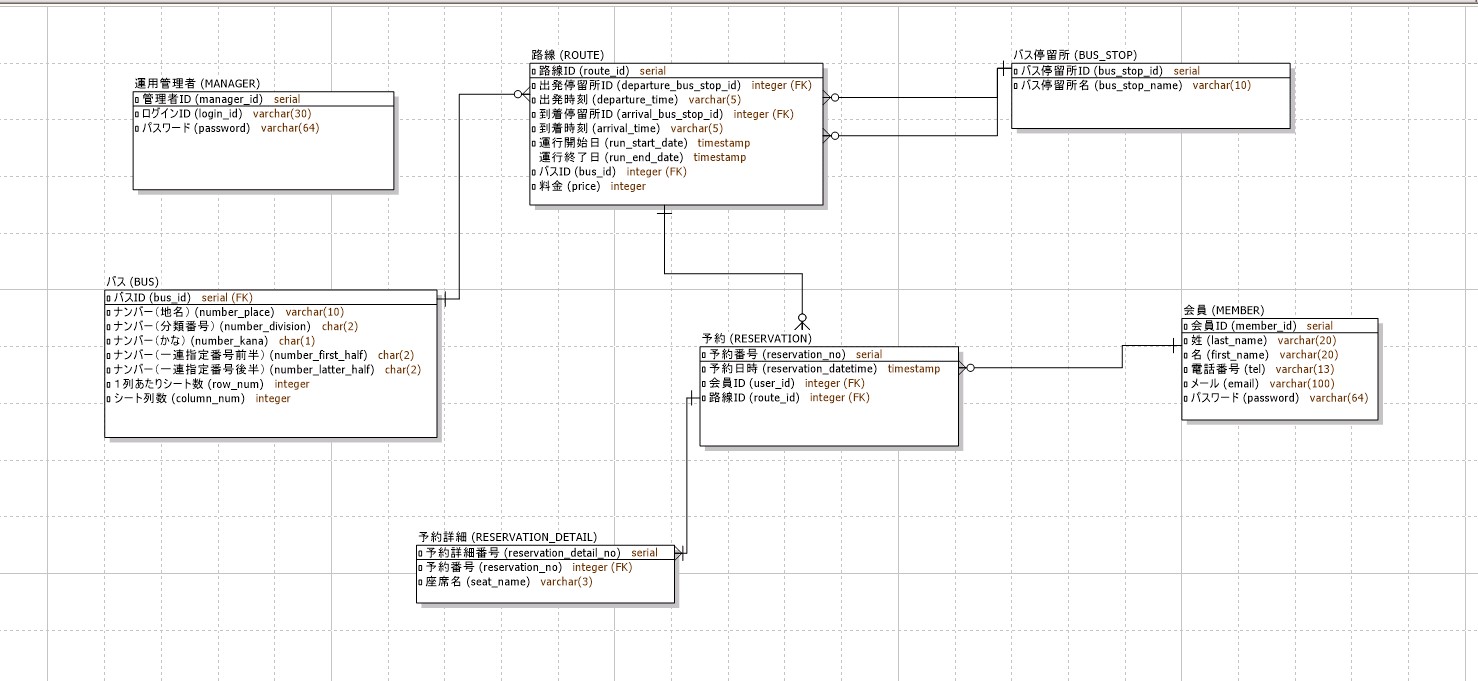 運用管理者 (MANAGER)
管理者ID (manager_id) serial
ログインID (login_id) varchar(30)
パスワード (password) varchar(64)
路線 (ROUTE)
路線ID (route_id) serial
出発停留所ID (departure_bus_stop_id) integer (FK)
出発時刻 (departure_time) varchar(5)
到着停留所ID (arrival_bus_stop_id) integer (FK)
到着時刻 (arrival_time) varchar(5)
運行開始日 (run_start_date) timestamp
運行終了日 (run_end_date) timestamp
バスID (bus_id) integer (FK)
料金 (price) integer
バス停留所 (BUS_STOP)
バス停留所ID (bus_stop_id) serial
バス停留所名 (bus_stop_name) varchar(10)
バス (BUS)
バスID (bus_id) serial (FK)
ナンバー(地名) (number_place) varchar(10)
ナンバー(分類番号) (number_division) char(2)
ナンバー(かな) (number_kana) char(1)
ナンバー(一連指定番号前半) (number_first_half) char(2)
ナンバー(一連指定番号後半) (number_latter_half) char(2)
1列あたりシート数 (row_num) integer
シート列数 (column_num) integer
予約 (RESERVATION)
予約番号 (reservation_no) serial
予約日時 (reservation_datetime) timestamp
会員ID (user_id) integer (FK)
路線ID (route_id) integer (FK)
会員 (MEMBER)
会員ID (member_id) serial
姓 (last_name) varchar(20)
名 (first_name) varchar(20)
電話番号 (tel) varchar(13)
メール (email) varchar(100)
パスワード (password) varchar(64)
予約詳細 (RESERVATION_DETAIL)
予約詳細番号 (reservation_detail_no) serial
予約番号 (reservation_no) integer (FK)
座席名 (seat_name) varchar(3)